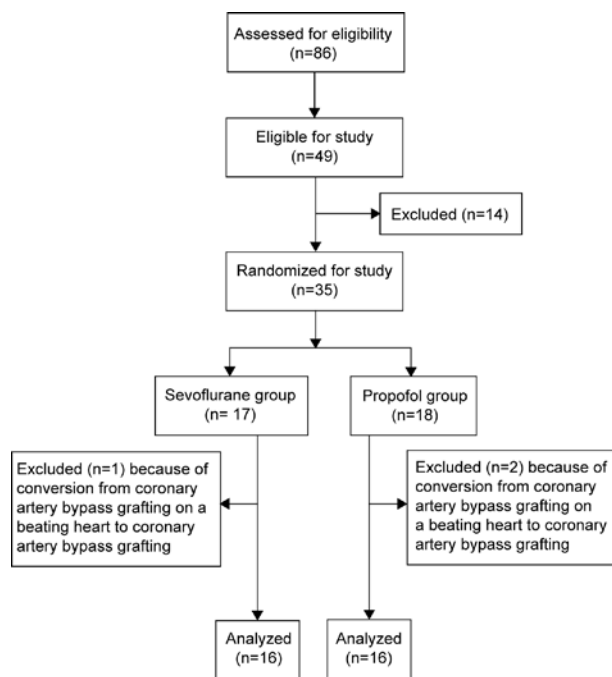 Assessed for eligibility
(n=86)
Eligible for study
(n=49)
Excluded (n=14)
Randomized for study
(n=35)
Sevoflurane group
(n= 17)
Propofol group
(n=18)
Excluded (n=1) because of
conversion from coronary
artery bypass grafting on a
beating heart to coronary
artery bypass grafting
Excluded (n=2) because of
conversion from coronary
artery bypass grafting on
a beating heart to coronary
artery bypass grafting
Analyzed
(n=16)
Analyzed
(n=16)